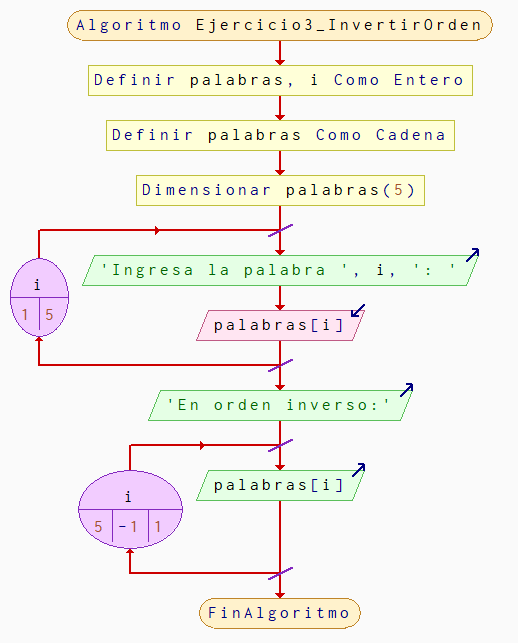 Algoritmo Ejercicio3_InvertirOrden
Definir palabras, i Como Entero
Definir palabras Como Cadena
Dimensionar palabras(5)
'Ingresa la palabra ', i, ': '
i
1 5
palabras[i]
'En orden inverso:'
palabras[i]
i
5 -1 1
FinAlgoritmo